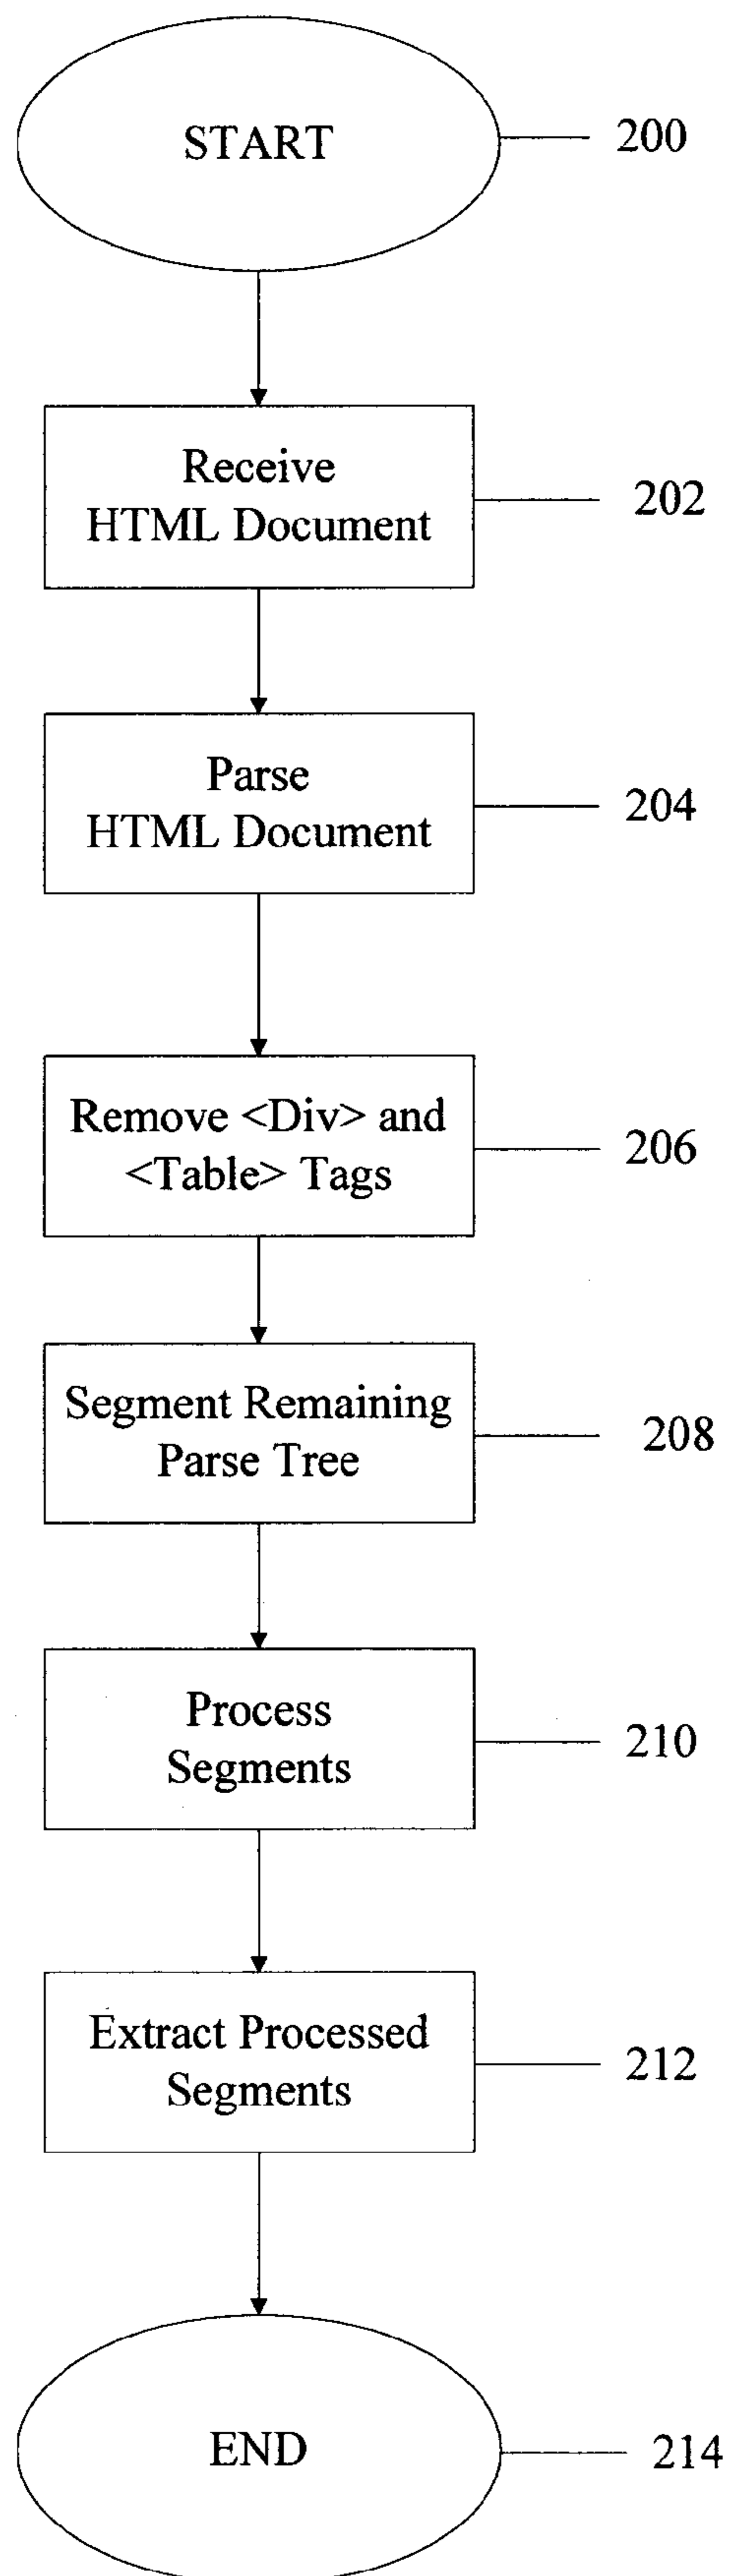 START
200
Receive
HTML Document
202
Parse
HTML Document
204
Remove <Div> and
<Table> Tags
206
Segment Remaining
Parse Tree
208
Process
Segments
210
Extract Processed
Segments
212
END
214